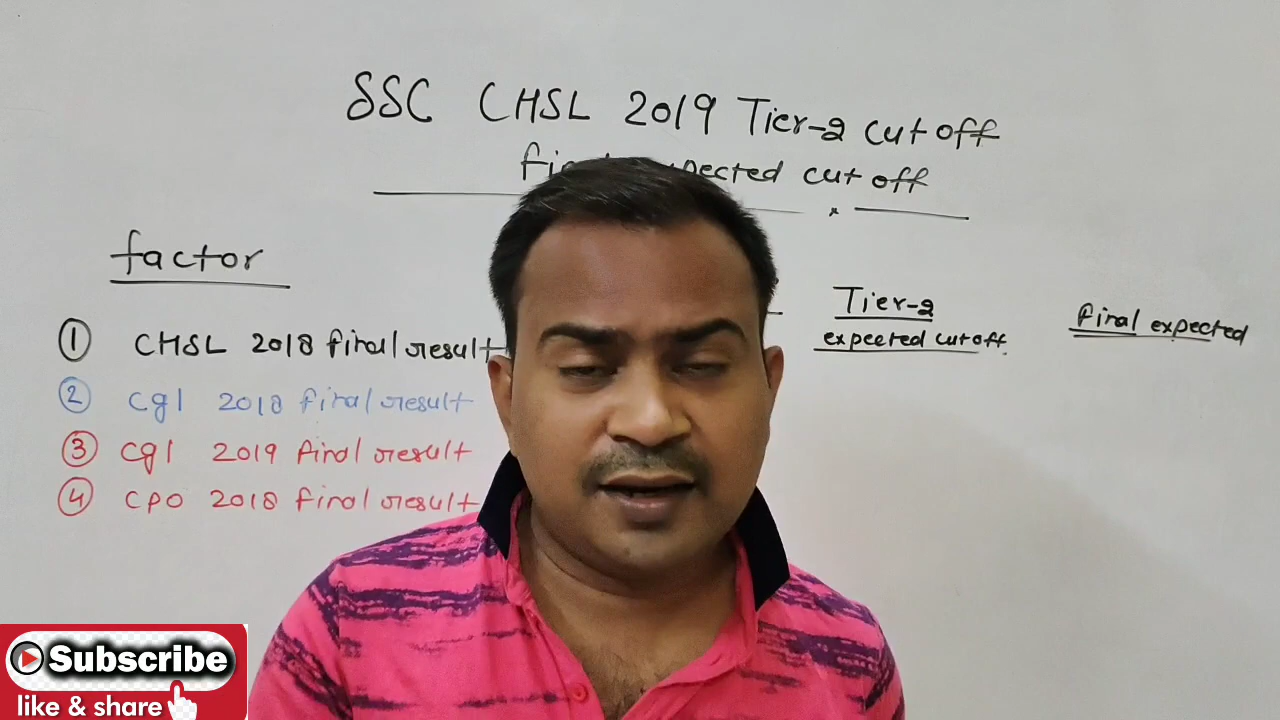 SSC CHSL 2019 Tier-2 cut off
expected cut off
factor
① CHSL 2018 final result
② cgl 2018 final result
③ cgl 2019 final result
④ CPO 2018 final result
Tier-2
expected cut off
final expected
Subscribe
like & share